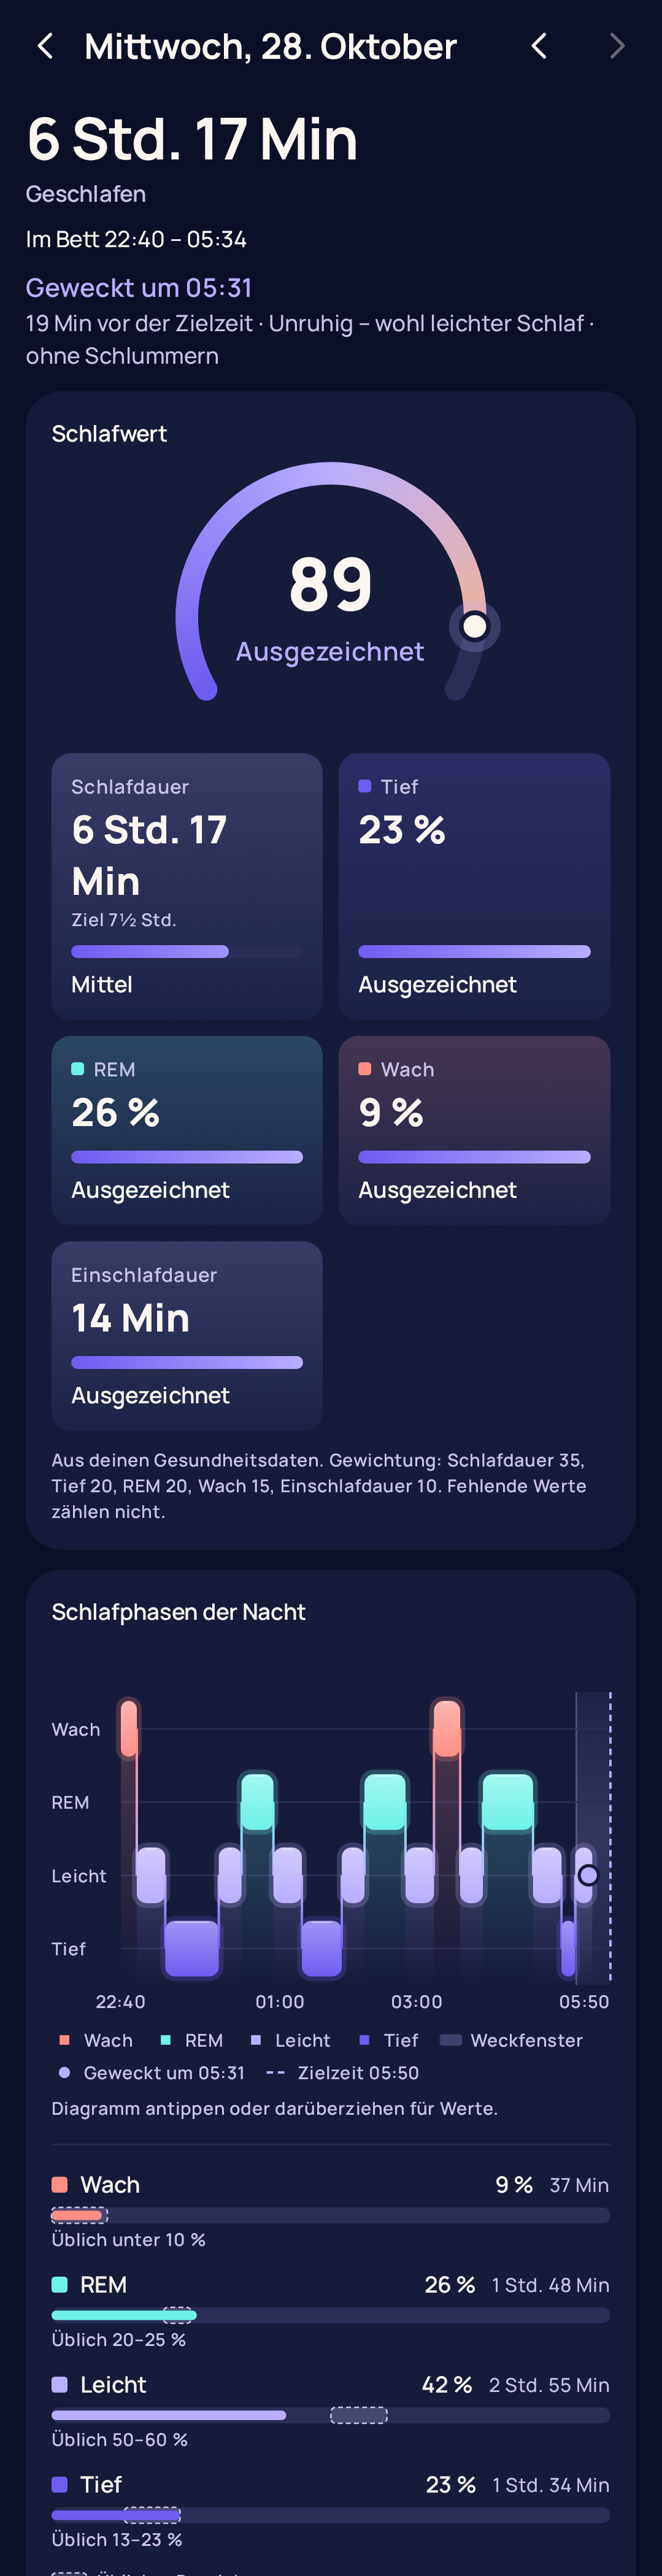 Mittwoch, 28. Oktober
6 Std. 17 Min
Geschlafen
Im Bett 22:40 – 05:34
Geweckt um 05:31
19 Min vor der Zielzeit · Unruhig – wohl leichter Schlaf ·
ohne Schlummern
Schlafwert
89
Ausgezeichnet
Schlafdauer
6 Std. 17
Min
Ziel 7½ Std.
Mittel
Tief
23 %
Ausgezeichnet
REM
26 %
Ausgezeichnet
Wach
9 %
Ausgezeichnet
Einschlafdauer
14 Min
Ausgezeichnet
Aus deinen Gesundheitsdaten. Gewichtung: Schlafdauer 35,
Tief 20, REM 20, Wach 15, Einschlafdauer 10. Fehlende Werte
zählen nicht.
Schlafphasen der Nacht
Wach
REM
Leicht
Tief
22:40 01:00 03:00 05:50
Wach REM Leicht Tief Weckfenster
Geweckt um 05:31 Zielzeit 05:50
Diagramm antippen oder darüberziehen für Werte.
Wach 9 % 37 Min
Üblich unter 10 %
REM 26 % 1 Std. 48 Min
Üblich 20–25 %
Leicht 42 % 2 Std. 55 Min
Üblich 50–60 %
Tief 23 % 1 Std. 34 Min
Üblich 13–23 %